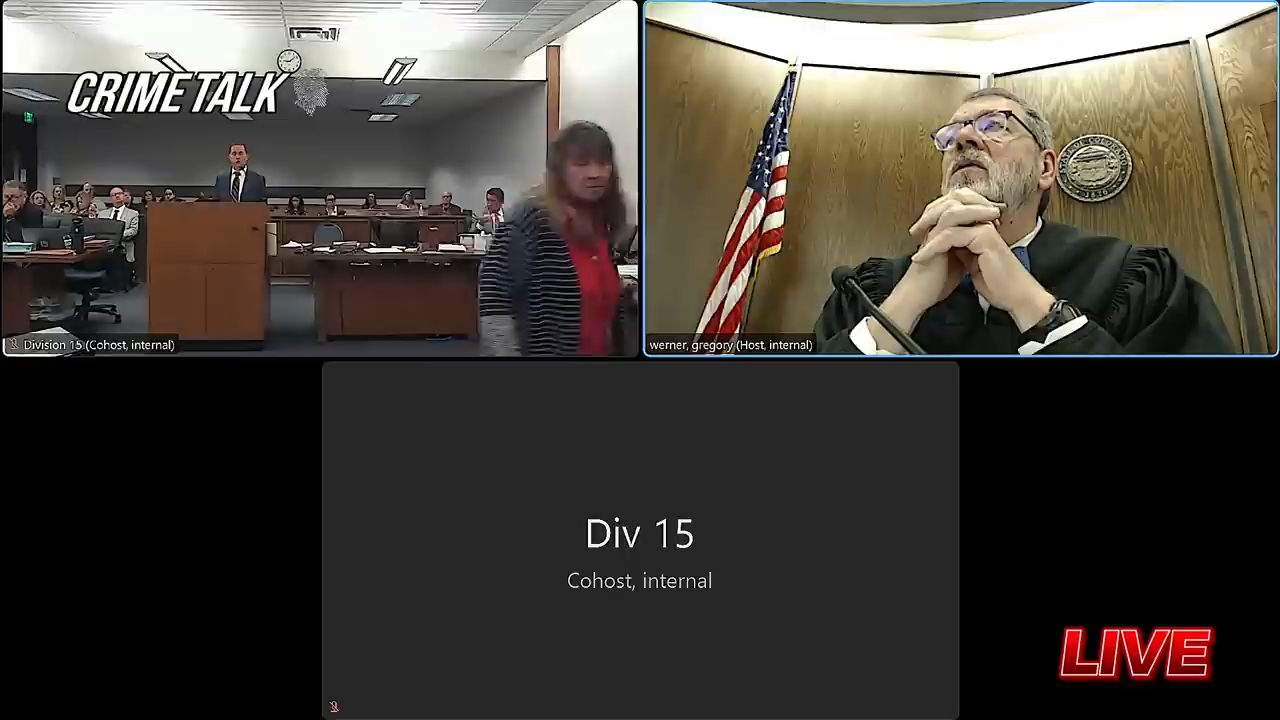 CRIME TALK
Division 15 (Cohost, internal)
werner, gregory (Host, internal)
Div 15
Cohost, internal
LIVE